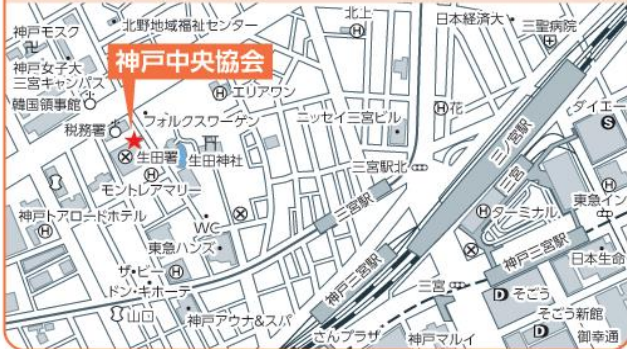 神戸モスク
北野地域福祉センター
北上
日本経済大
三聖病院
神戸女子大
三宮キャンパス
韓国領事館
神戸中央協会
エリアワン
花
ダイエー
税務署
フォルクスワーゲン
ニッセイ三宮ビル
生田署
生田神社
三宮駅北
三ノ宮駅
三宮
モントレアマリー
神戸トアロードホテル
WC
三宮駅
ターミナル
東急イン
東急ハンズ
神戸三宮駅
日本生命
ザ・ビー
神戸三宮駅
三宮
そごう
ドン・キホーテ
そごう新館
山口
神戸アウナ&スパ
さんプラザ
神戸マルイ
御幸通